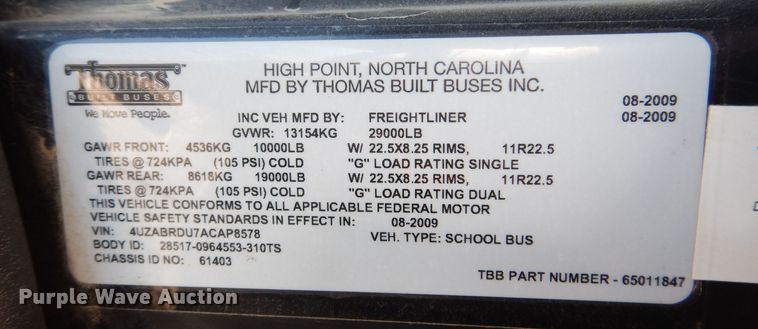 Thomas
BUILT BUSES
We Move People.
HIGH POINT, NORTH CAROLINA
MFD BY THOMAS BUILT BUSES INC.
08-2009
INC VEH MFD BY: FREIGHTLINER 08-2009
GVWR: 13154KG 29000LB
GAWR FRONT: 4536KG 10000LB W/ 22.5X8.25 RIMS, 11R22.5
TIRES @ 724KPA (105 PSI) COLD "G" LOAD RATING SINGLE
GAWR REAR: 8618KG 19000LB W/ 22.5X8.25 RIMS, 11R22.5
TIRES @ 724KPA (105 PSI) COLD "G" LOAD RATING DUAL
THIS VEHICLE CONFORMS TO ALL APPLICABLE FEDERAL MOTOR
VEHICLE SAFETY STANDARDS IN EFFECT IN: 08-2009
VIN: 4UZABRDU7ACAP8578 VEH. TYPE: SCHOOL BUS
BODY ID: 28517-0964553-310TS
CHASSIS ID: 61403
TBB PART NUMBER - 65011847
Purple Wave Auction